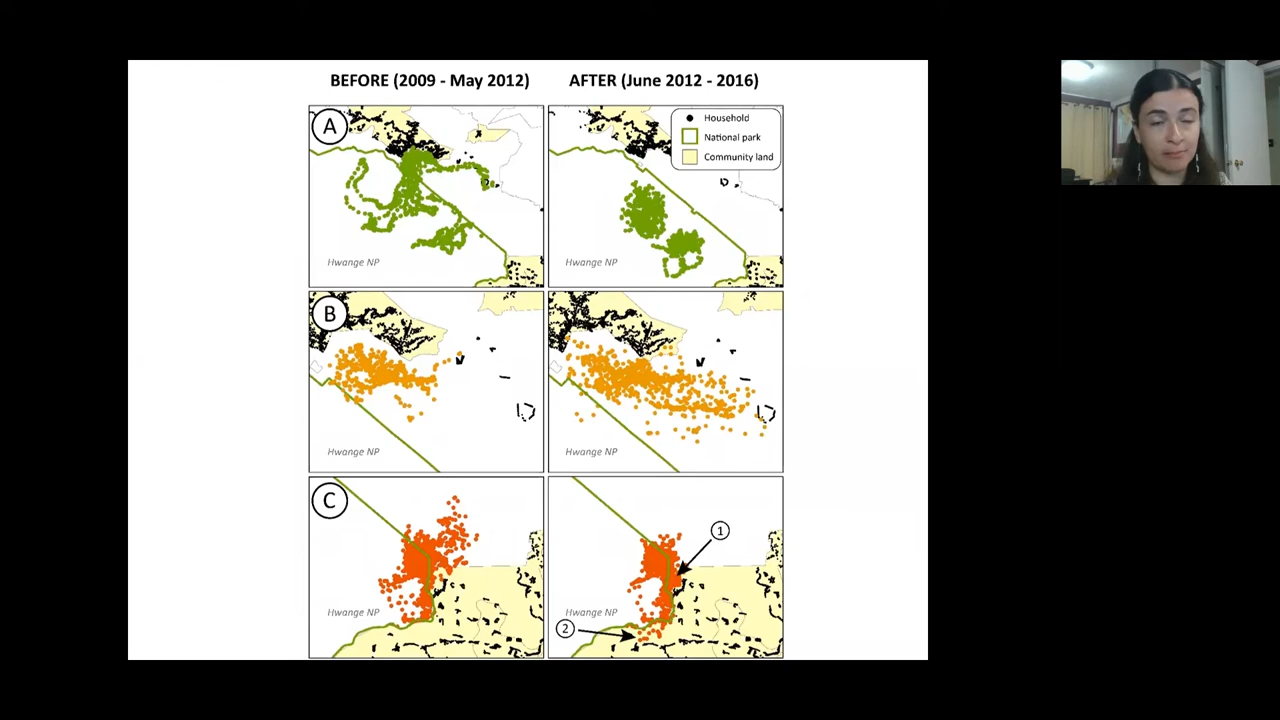 BEFORE (2009 - May 2012)
AFTER (June 2012 - 2016)
A
Household
National park
Community land
Hwange NP
Hwange NP
B
Hwange NP
Hwange NP
C
1
Hwange NP
Hwange NP
2